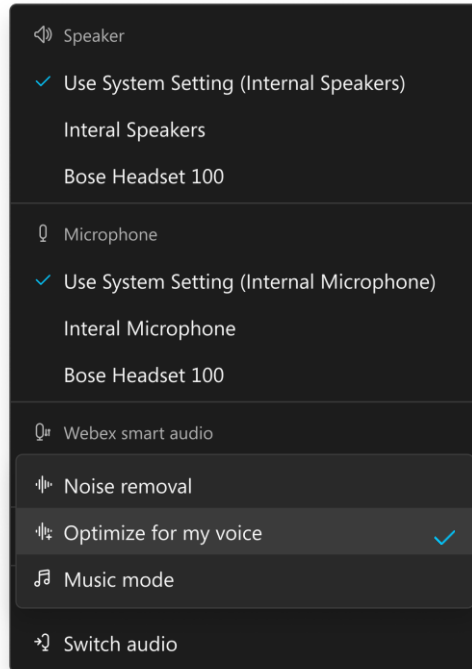 Speaker
Use System Setting (Internal Speakers)
Interal Speakers
Bose Headset 100
Microphone
Use System Setting (Internal Microphone)
Interal Microphone
Bose Headset 100
Webex smart audio
Noise removal
Optimize for my voice
Music mode
Switch audio